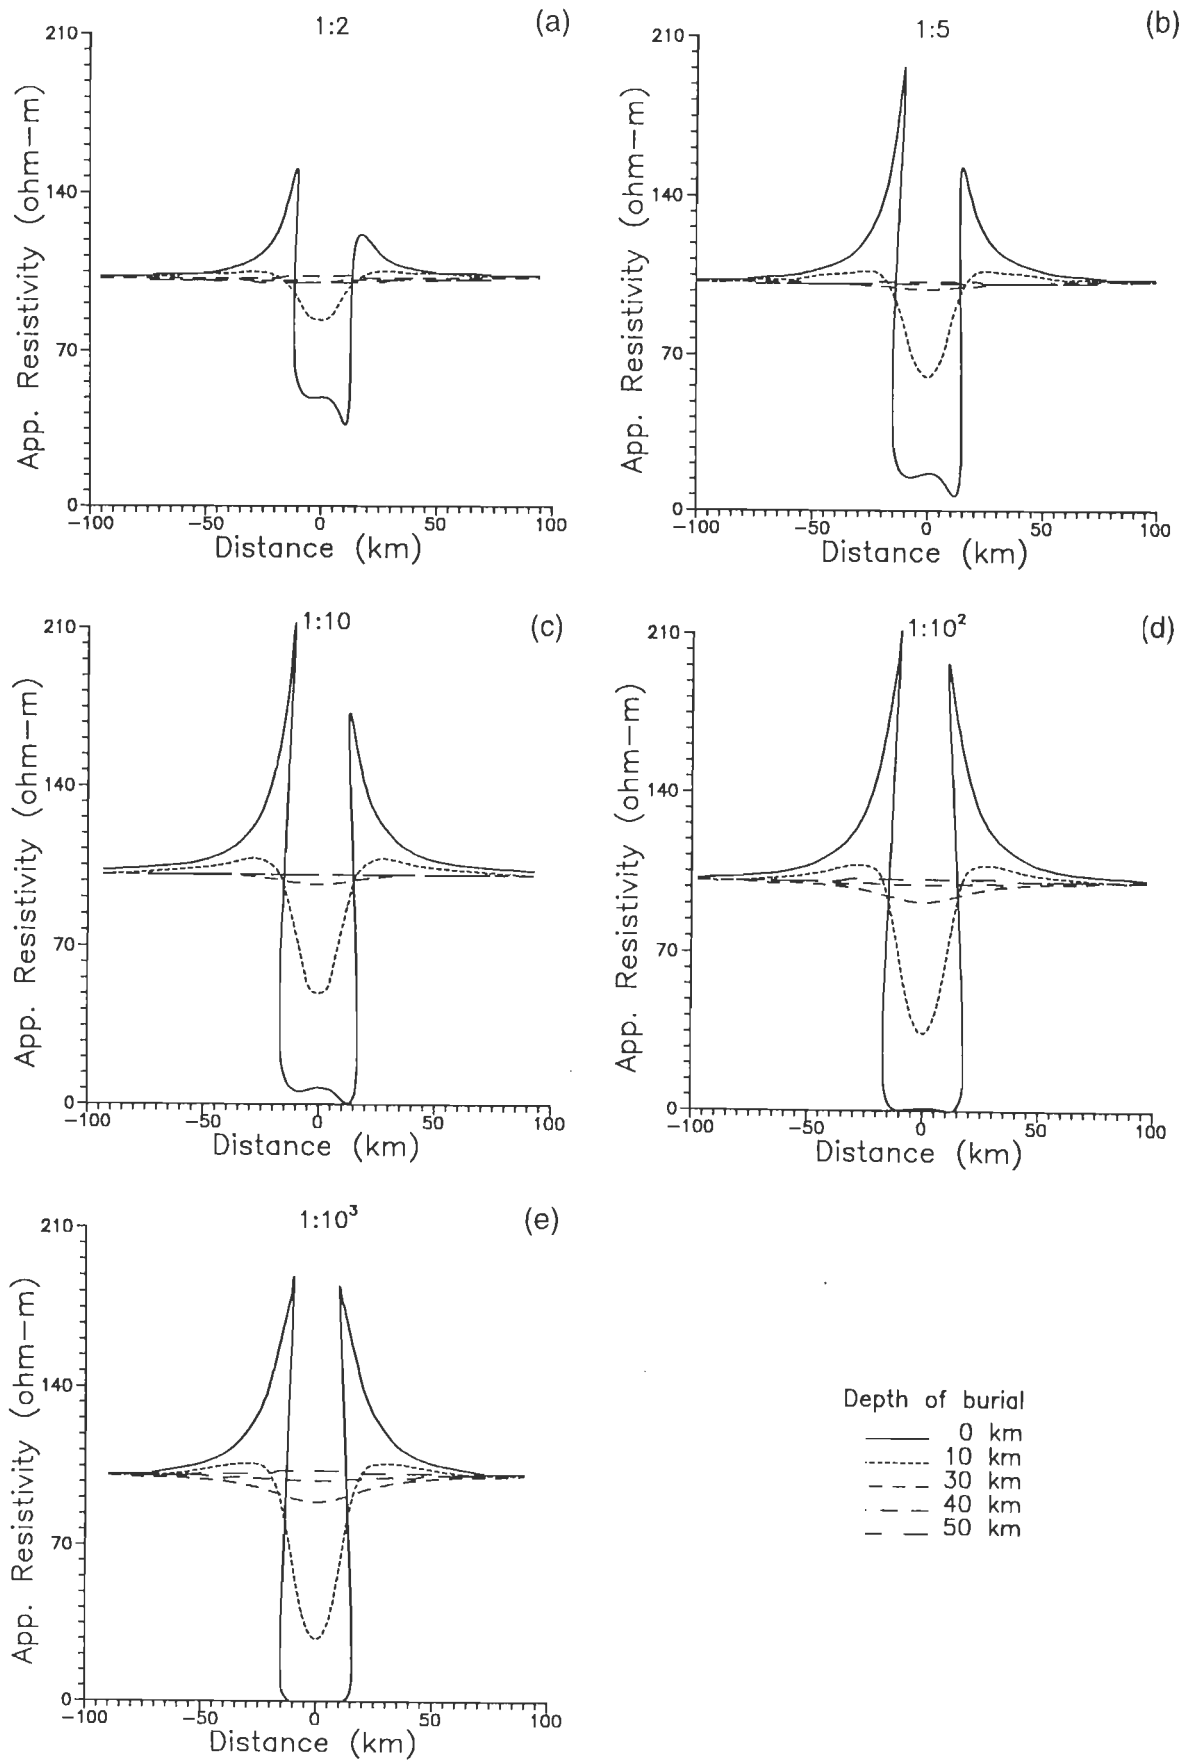 1:2
(a)
210
140
70
0
App. Resistivity (ohm-m)
-100
-50
0
50
100
Distance (km)
1:5
(b)
210
140
70
0
App. Resistivity (ohm-m)
-100
-50
0
50
100
Distance (km)
1:10
(c)
210
140
70
0
App. Resistivity (ohm-m)
-100
-50
0
50
100
Distance (km)
1:10²
(d)
210
140
70
0
App. Resistivity (ohm-m)
-100
-50
0
50
100
Distance (km)
1:10³
(e)
210
140
70
0
App. Resistivity (ohm-m)
-100
-50
0
50
100
Distance (km)
Depth of burial
0 km
10 km
30 km
40 km
50 km